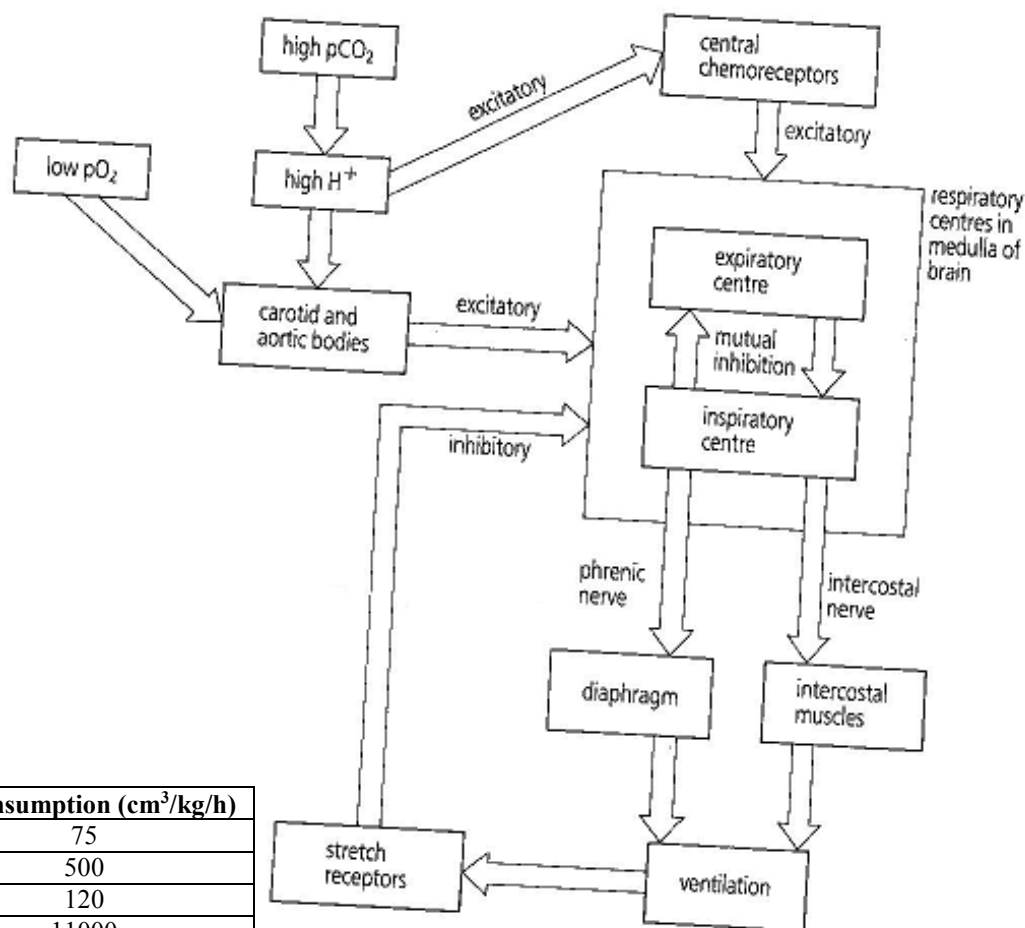 high pCO₂
central
chemoreceptors
excitatory
excitatory
low pO₂
high H⁺
respiratory
centres in
medulla of
brain
expiratory
centre
carotid and
aortic bodies
excitatory
mutual
inhibition
inspiratory
centre
inhibitory
phrenic
nerve
intercostal
nerve
diaphragm
intercostal
muscles
stretch
receptors
ventilation
(cm³/kg/h)
75
500
120